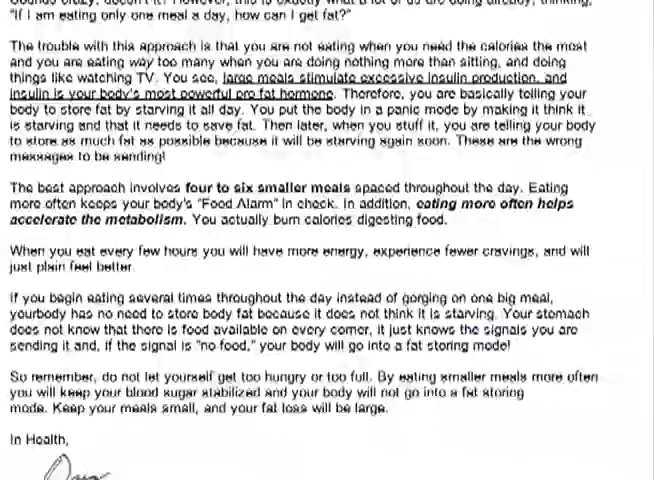 "If I am eating only one meal a day, how can I get fat?"
The trouble with this approach is that you are not eating when you need the calories the most
and you are eating way too many when you are doing nothing more than sitting, and doing
things like watching TV. You see, large meals stimulate excessive insulin production, and
insulin is your body's most powerful pro fat hormone. Therefore, you are basically telling your
body to store fat by starving it all day. You put the body in a panic mode by making it think it
is starving and that it needs to save fat. Then later, when you stuff it, you are telling your body
to store as much fat as possible because it will be starving again soon. These are the wrong
messages to be sending!
The best approach involves four to six smaller meals spaced throughout the day. Eating
more often keeps your body's "Food Alarm" in check. In addition, eating more often helps
accelerate the metabolism. You actually burn calories digesting food.
When you eat every few hours you will have more energy, experience fewer cravings, and will
just plain feel better.
If you begin eating several times throughout the day instead of gorging on one big meal,
yourbody has no need to store body fat because it does not think it is starving. Your stomach
does not know that there is food available on every corner, it just knows the signals you are
sending it and, if the signal is "no food," your body will go into a fat storing mode!
So remember, do not let yourself get too hungry or too full. By eating smaller meals more often
you will keep your blood sugar stabilized and your body will not go into a fat storing
mode. Keep your meals small, and your fat loss will be large.
In Health,